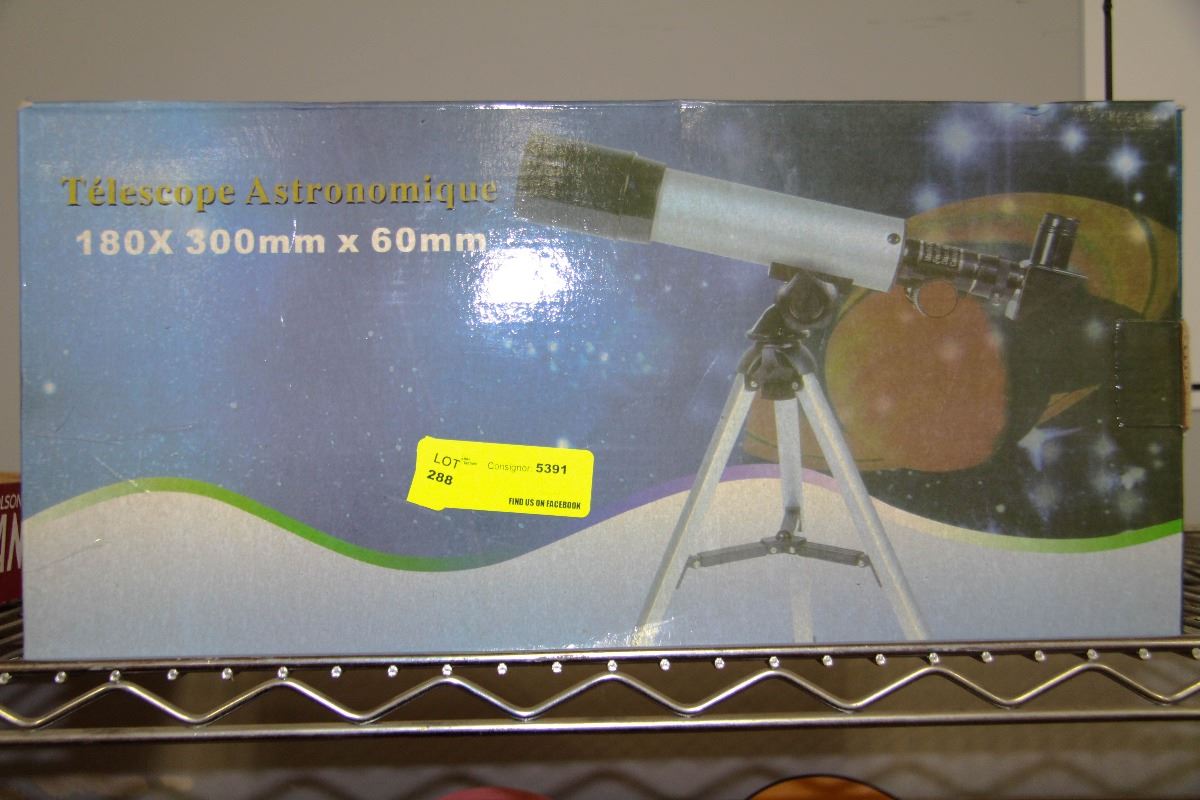 Télescope Astronomique
180X 300mm x 60mm
LOT Consignor: 5391
288
FIND US ON FACEBOOK